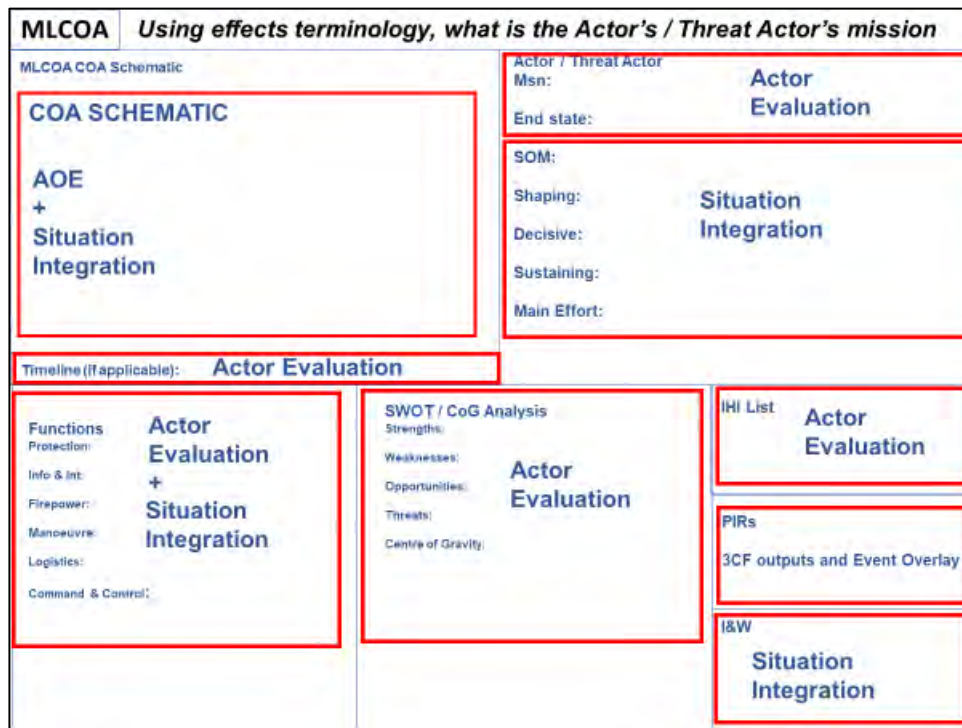 MLCOA
Using effects terminology, what is the Actor's / Threat Actor's mission
MLCOA COA Schematic
COA SCHEMATIC
AOE
+
Situation
Integration
Actor / Threat Actor
Msn:
End state:
Actor
Evaluation
SOM:
Shaping:
Decisive:
Sustaining:
Main Effort:
Situation
Integration
Timeline (if applicable):
Actor Evaluation
Functions
Protection:
Info & Int:
Firepower:
Manoeuvre:
Logistics:
Command & Control:
Actor
Evaluation
+
Situation
Integration
SWOT / CoG Analysis
Strengths:
Weaknesses:
Opportunities:
Threats:
Centre of Gravity:
Actor
Evaluation
IHI List
Actor
Evaluation
PIRs
3CF outputs and Event Overlay
I&W
Situation
Integration